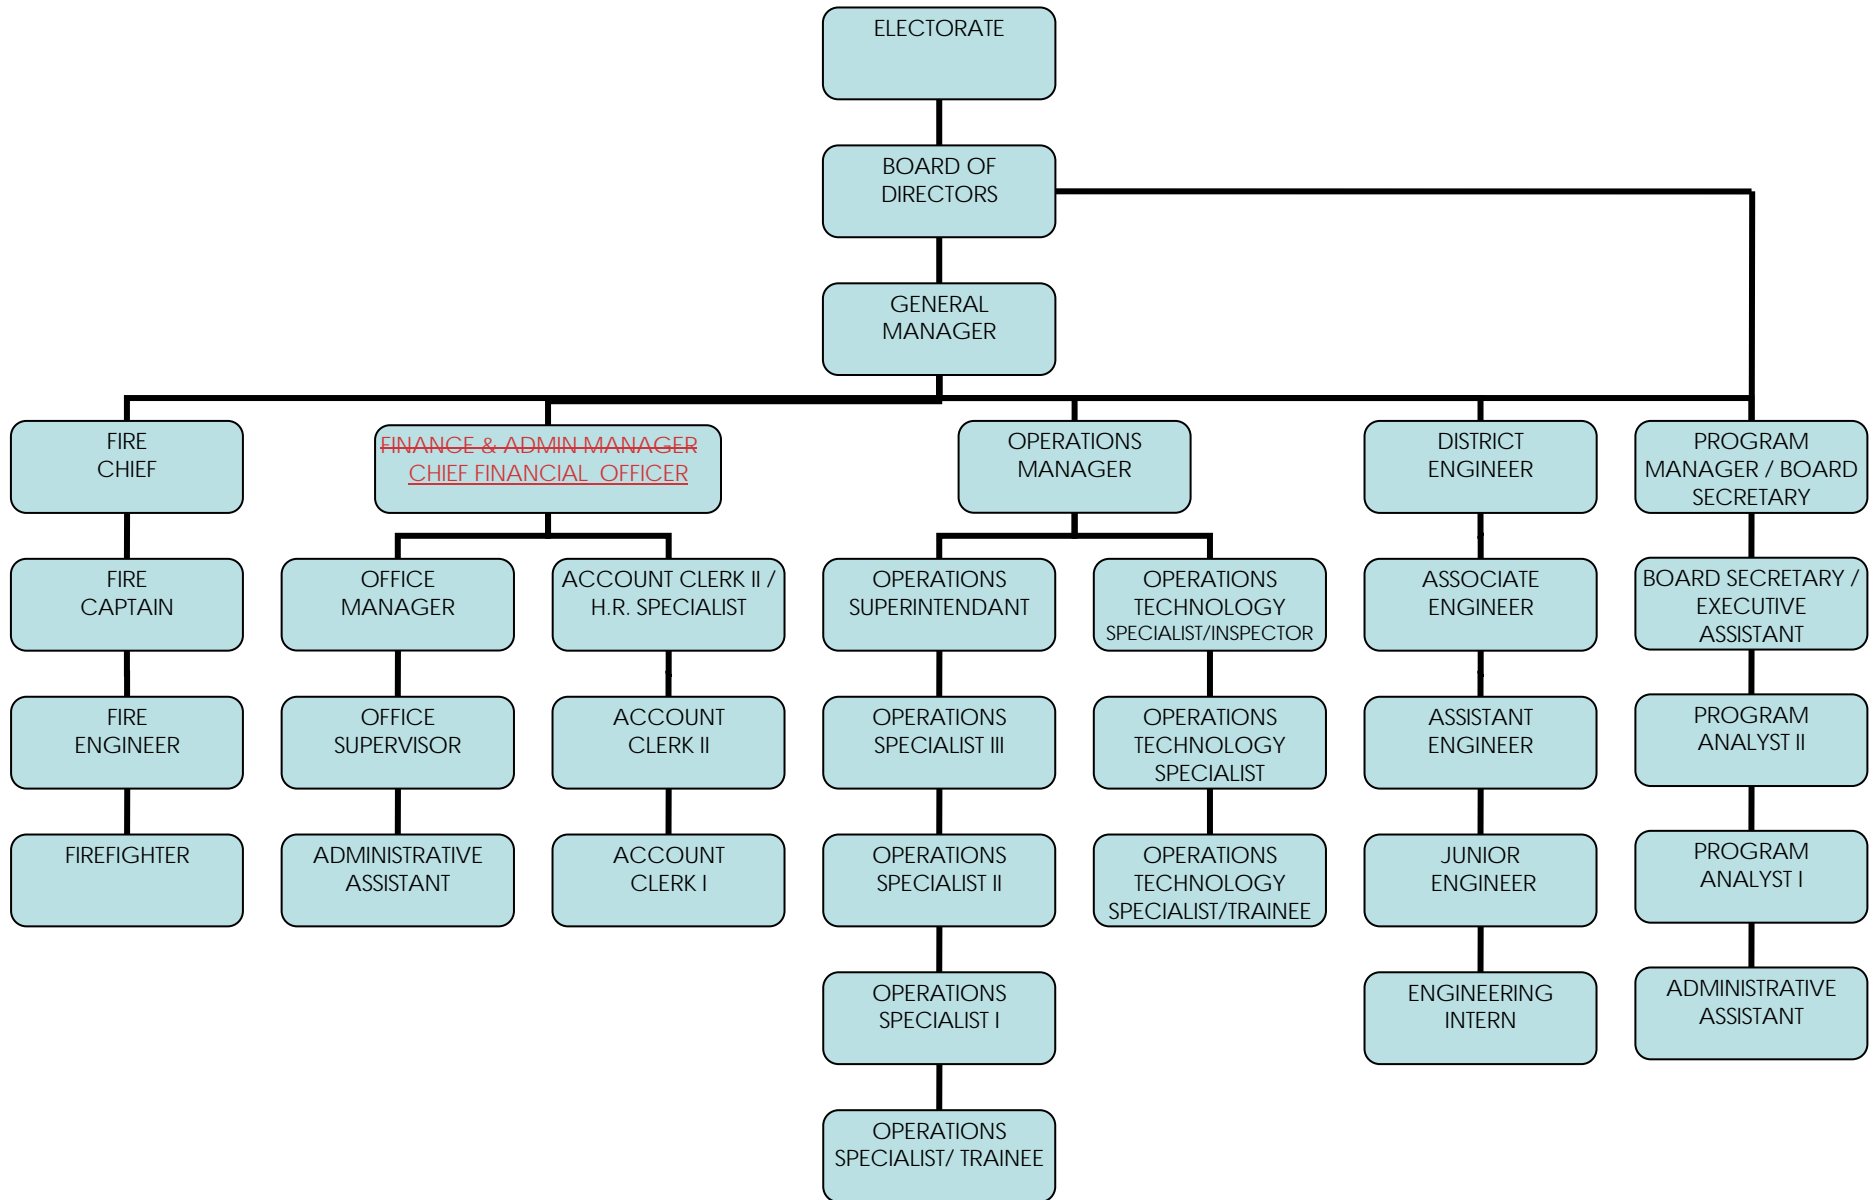 ELECTORATE
BOARD OF
DIRECTORS
GENERAL
MANAGER
FIRE
CHIEF
FINANCE & ADMIN MANAGER
CHIEF FINANCIAL OFFICER
OPERATIONS
MANAGER
DISTRICT
ENGINEER
PROGRAM
MANAGER / BOARD
SECRETARY
FIRE
CAPTAIN
OFFICE
MANAGER
ACCOUNT CLERK II /
H.R. SPECIALIST
OPERATIONS
SUPERINTENDANT
OPERATIONS
TECHNOLOGY
SPECIALIST/INSPECTOR
ASSOCIATE
ENGINEER
BOARD SECRETARY /
EXECUTIVE
ASSISTANT
FIRE
ENGINEER
OFFICE
SUPERVISOR
ACCOUNT
CLERK II
OPERATIONS
SPECIALIST III
OPERATIONS
TECHNOLOGY
SPECIALIST
ASSISTANT
ENGINEER
PROGRAM
ANALYST II
FIREFIGHTER
ADMINISTRATIVE
ASSISTANT
ACCOUNT
CLERK I
OPERATIONS
SPECIALIST II
OPERATIONS
TECHNOLOGY
SPECIALIST/TRAINEE
JUNIOR
ENGINEER
PROGRAM
ANALYST I
OPERATIONS
SPECIALIST I
ENGINEERING
INTERN
ADMINISTRATIVE
ASSISTANT
OPERATIONS
SPECIALIST/ TRAINEE